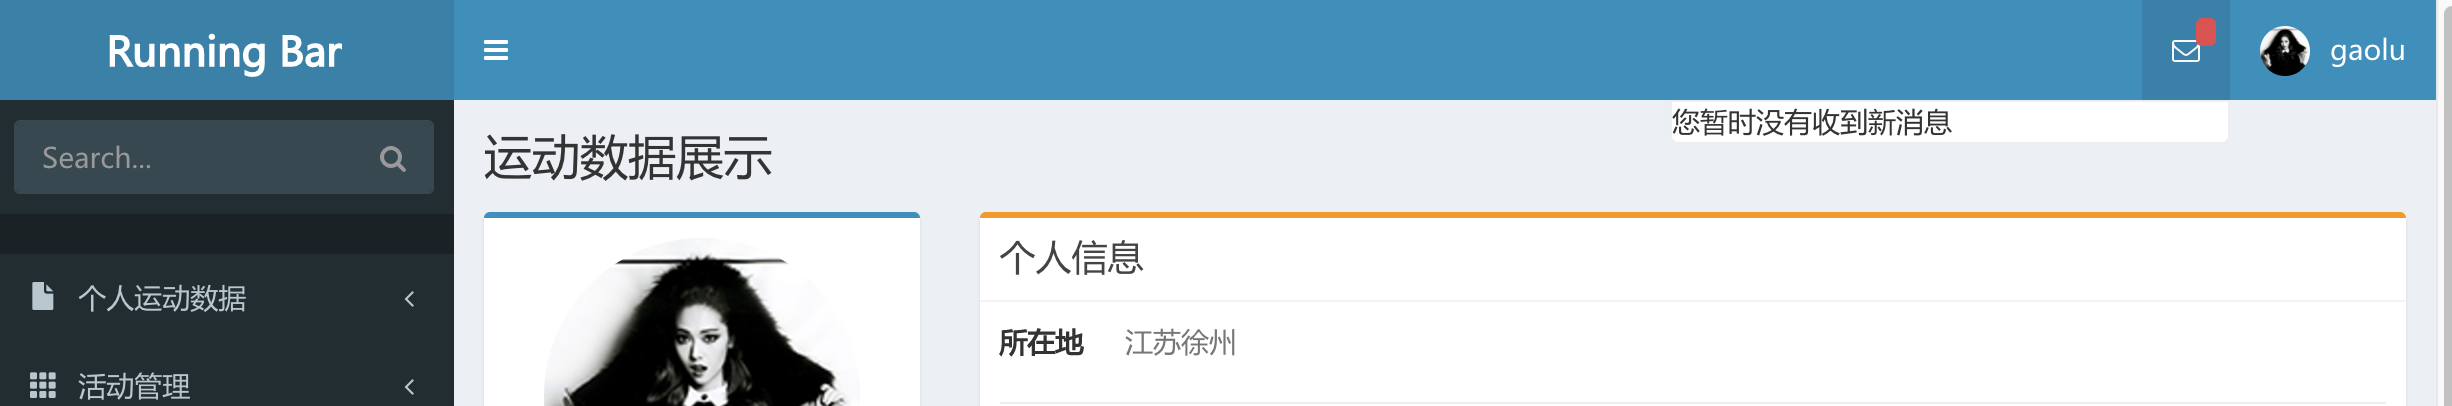 Running Bar
gaolu
您暂时没有收到新消息
Search...
运动数据展示
个人运动数据
活动管理
个人信息
所在地 江苏徐州